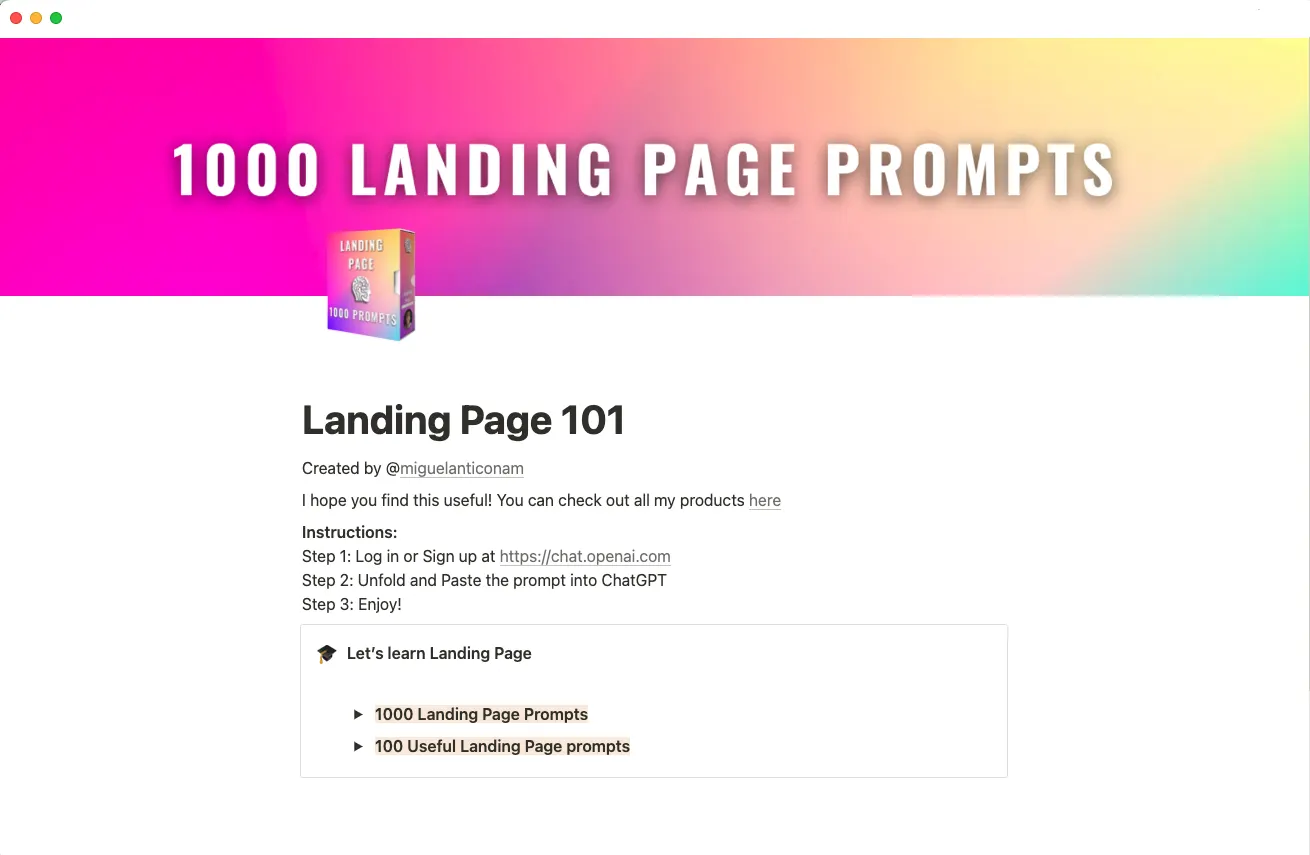 1000 LANDING PAGE PROMPTS
LANDING
PAGE
1000 PROMPTS
Landing Page 101
Created by @miguelanticonam
I hope you find this useful! You can check out all my products here
Instructions:
Step 1: Log in or Sign up at https://chat.openai.com
Step 2: Unfold and Paste the prompt into ChatGPT
Step 3: Enjoy!
Let’s learn Landing Page
1000 Landing Page Prompts
100 Useful Landing Page prompts